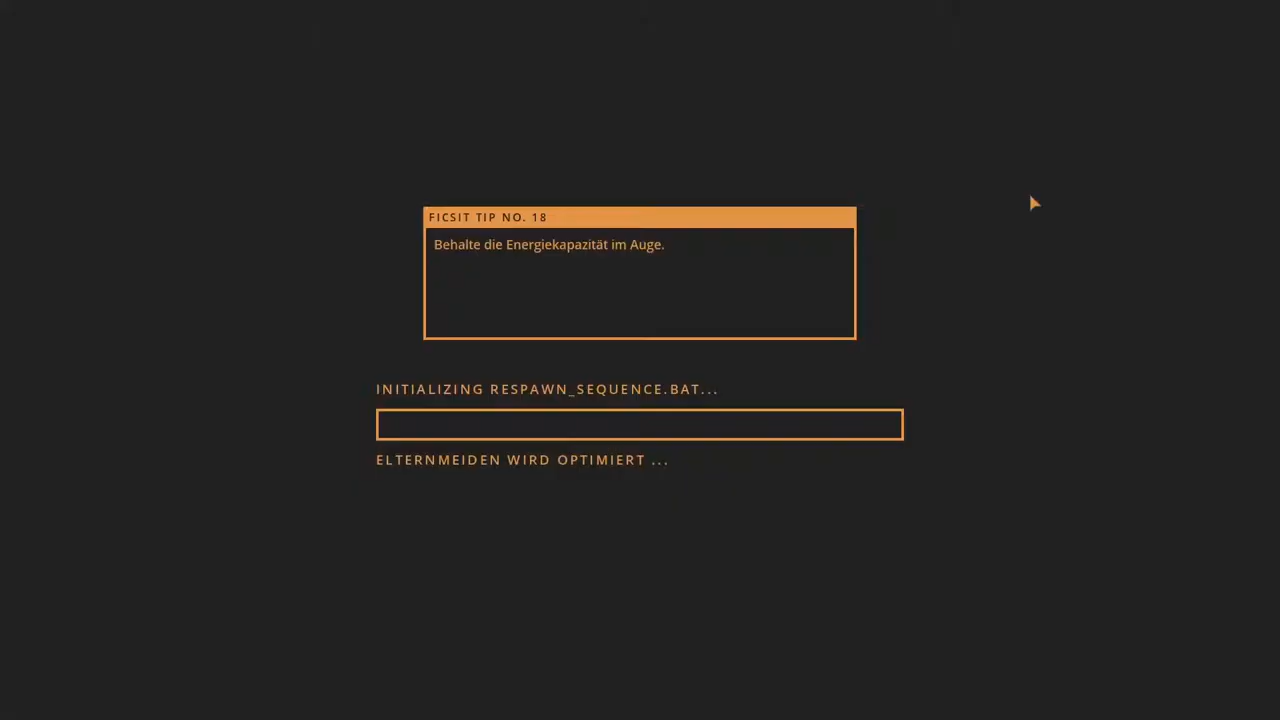 FICSIT TIP NO. 18
Behalte die Energiekapazität im Auge.
INITIALIZING RESPAWN_SEQUENCE.BAT...
ELTERNMEIDEN WIRD OPTIMIERT ...